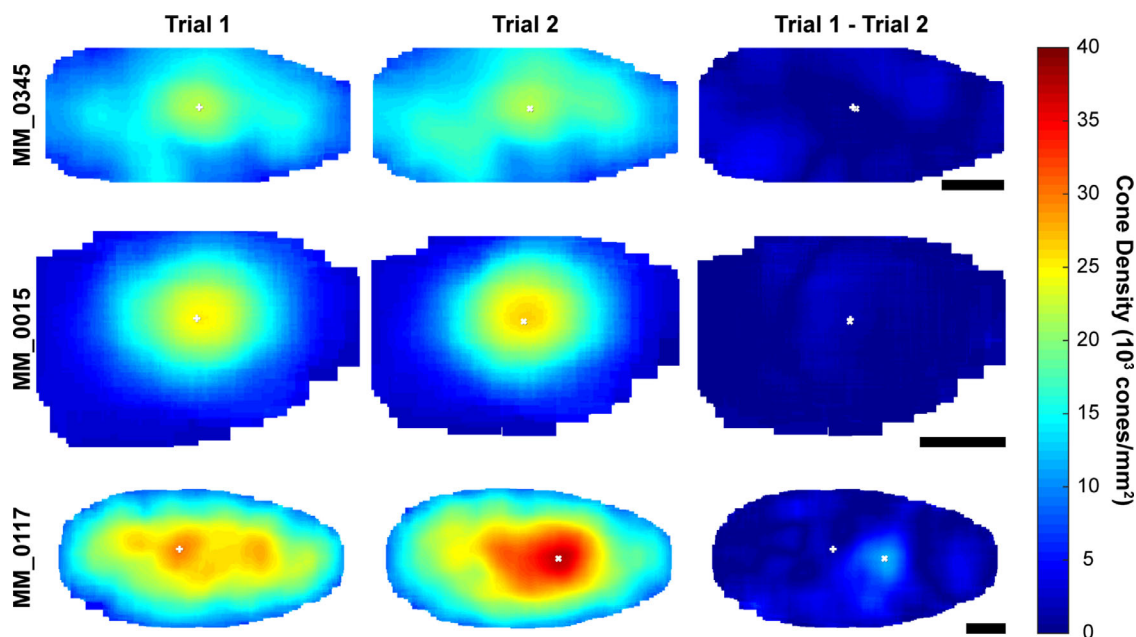 Trial 1
Trial 2
Trial 1 - Trial 2
MM_0345
MM_0015
MM_0117
40
35
30
25
20
15
10
5
0
Cone Density (10³ cones/mm²)